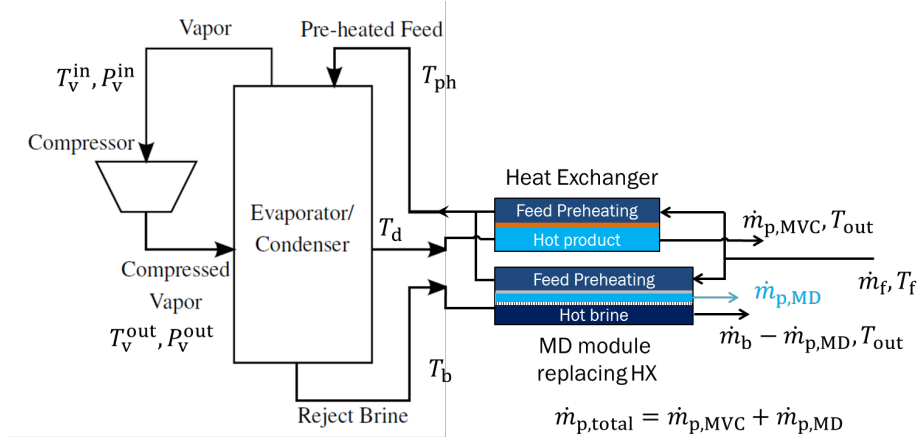 Vapor
Pre-heated Feed
T_v^in, P_v^in
T_ph
Compressor
Heat Exchanger
Feed Preheating
Hot product
ṁ_p,MVC, T_out
Evaporator/
Condenser
T_d
Compressed
Vapor
Feed Preheating
Hot brine
ṁ_p,MD
ṁ_f, T_f
T_v^out, P_v^out
ṁ_b − ṁ_p,MD, T_out
MD module
replacing HX
T_b
Reject Brine
ṁ_p,total = ṁ_p,MVC + ṁ_p,MD